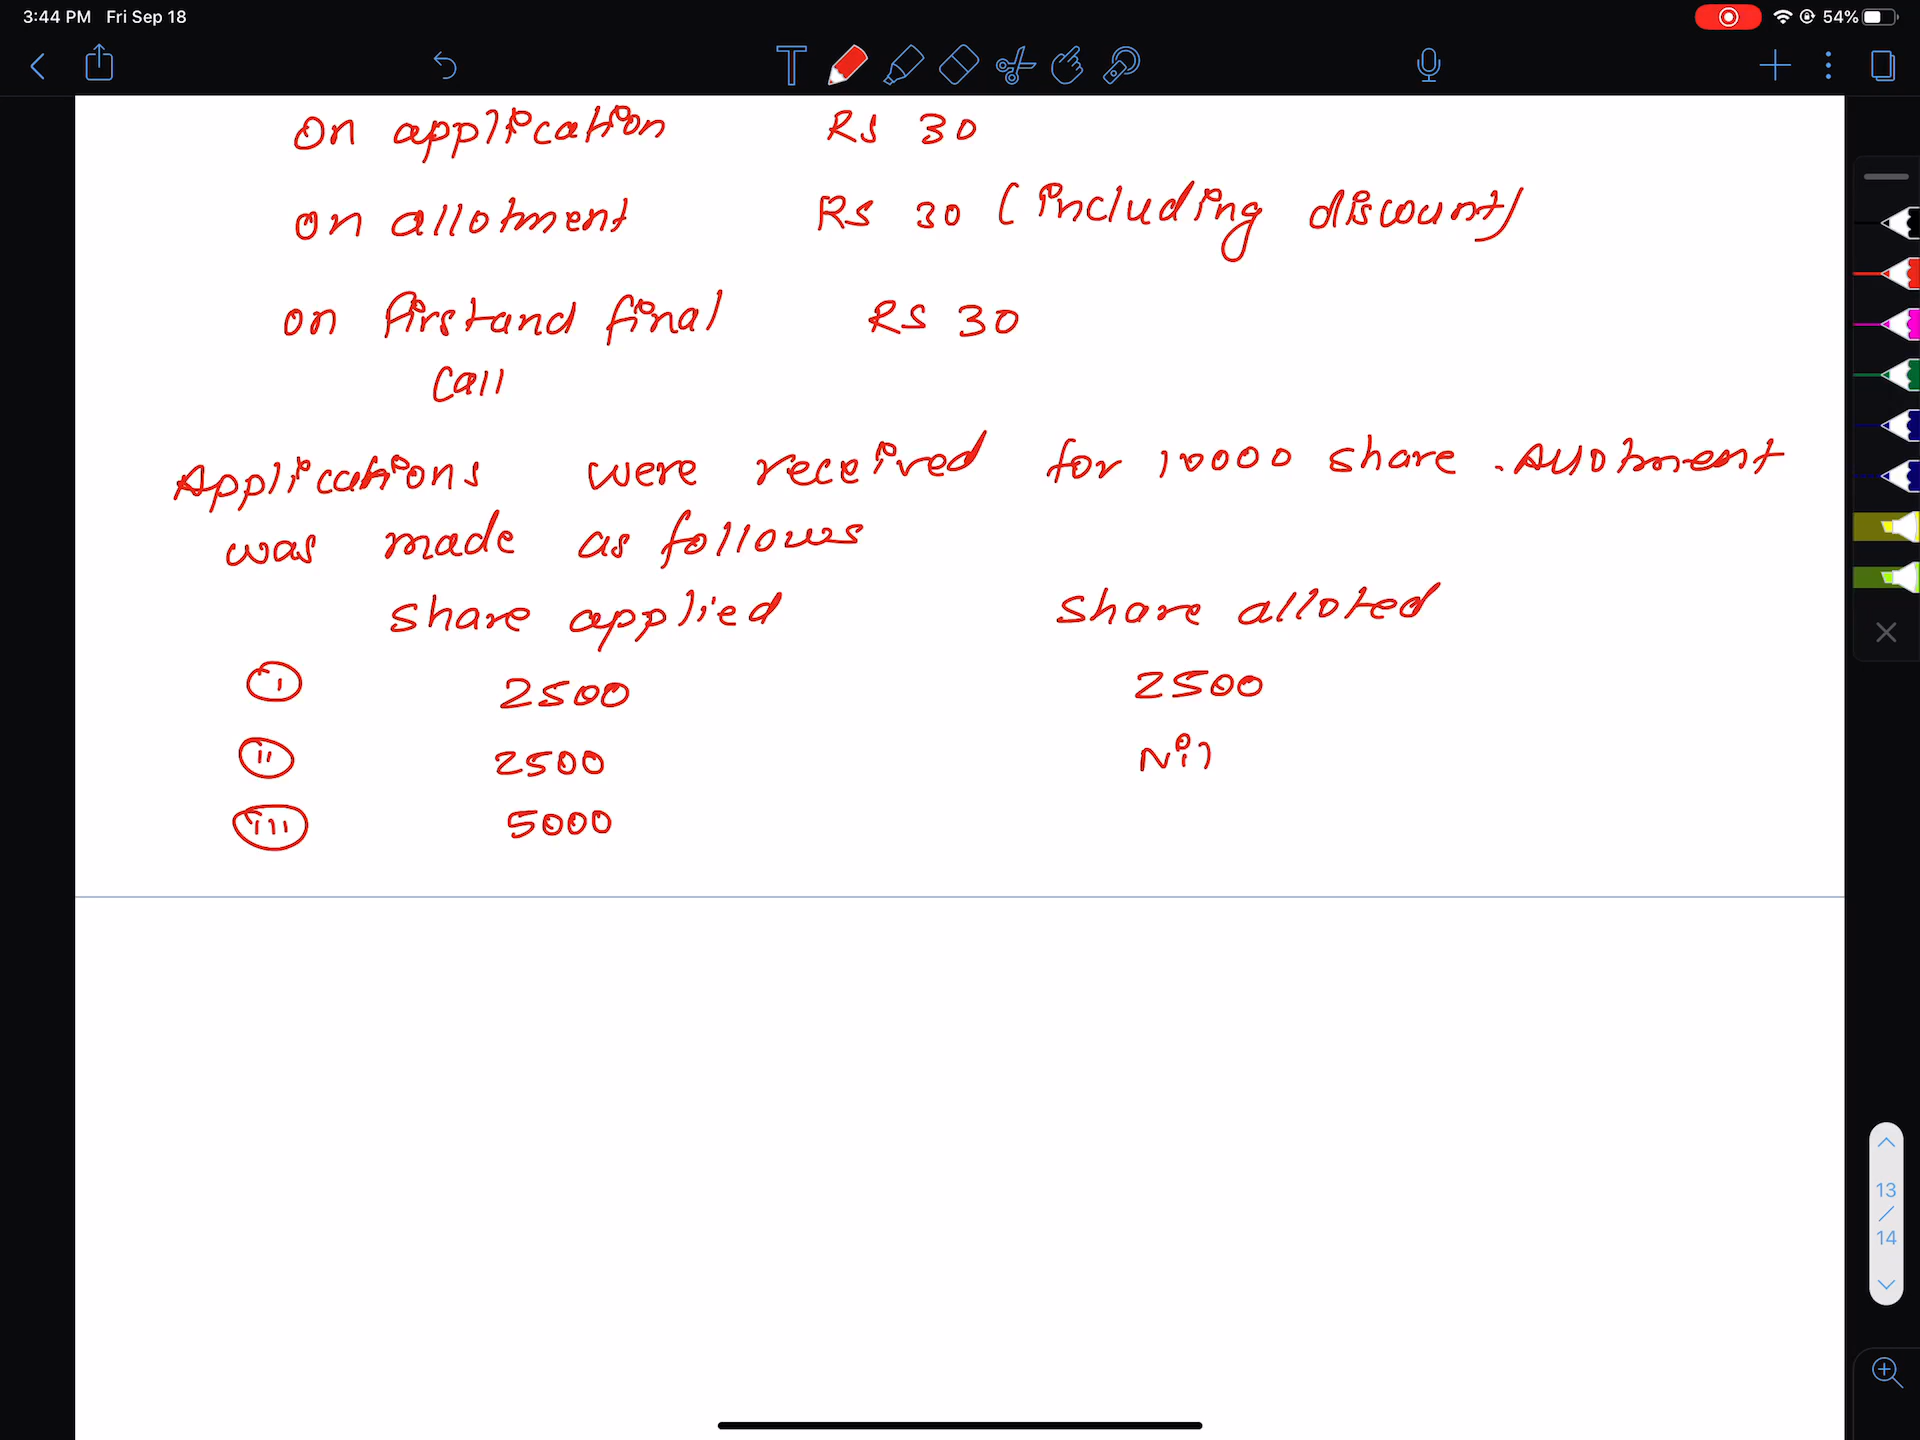 3:44 PM Fri Sep 18 54%
on application RS 30
on allotment RS 30 (including discount)
on first and final RS 30
call
Applications were received for 10000 share . Allotment
was made as follows
share applied share alloted
i 2500 2500
ii 2500 Nil
iii 5000
13
/
14